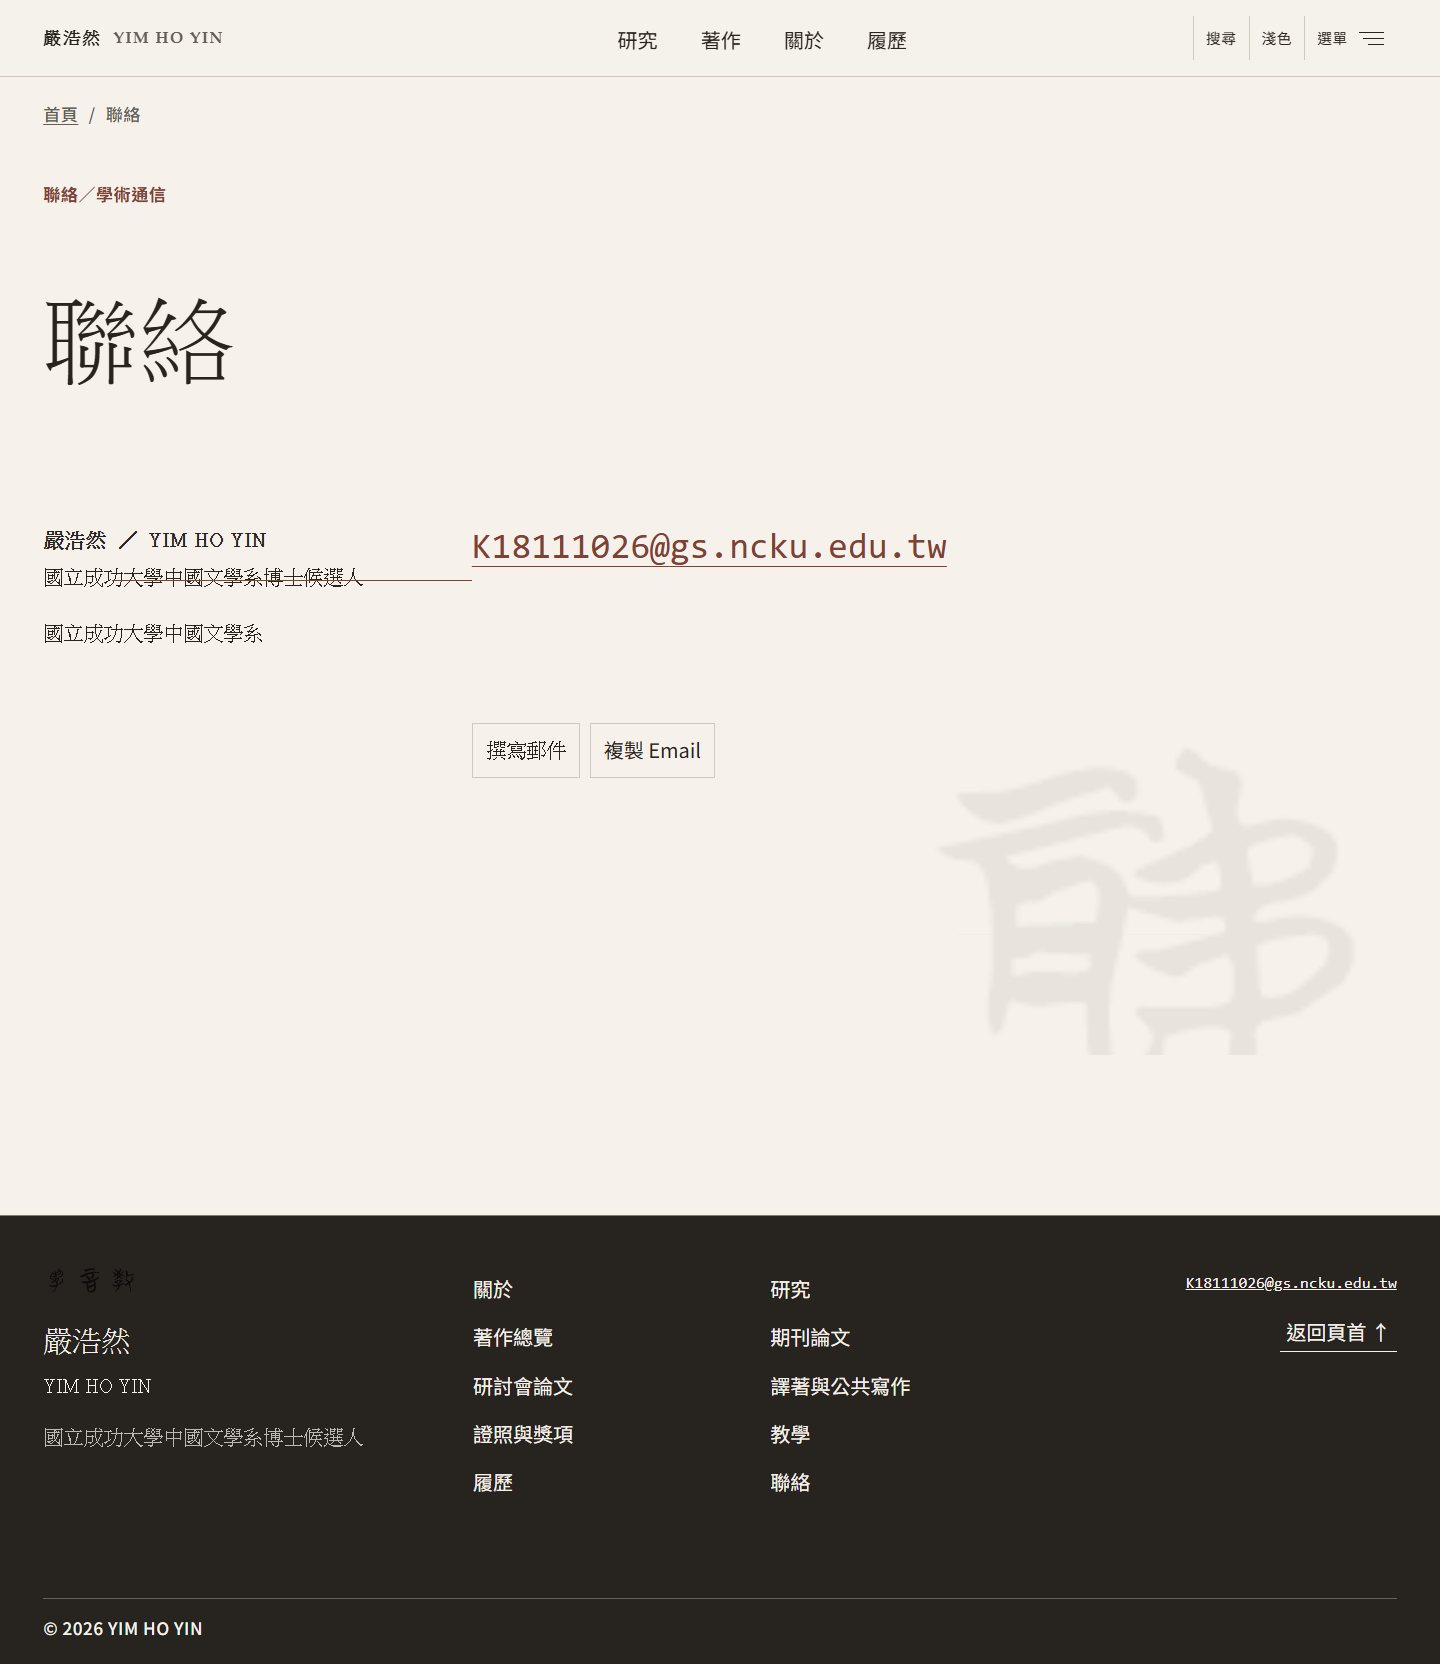 嚴浩然 YIM HO YIN
研究 著作 關於 履歷
搜尋 淺色 選單
首頁 / 聯絡
聯絡／學術通信
聯絡
嚴浩然 ／ YIM HO YIN
國立成功大學中國文學系博士候選人
國立成功大學中國文學系
K18111026@gs.ncku.edu.tw
撰寫郵件 複製 Email
嚴浩然
YIM HO YIN
國立成功大學中國文學系博士候選人
關於
著作總覽
研討會論文
證照與獎項
履歷
研究
期刊論文
譯著與公共寫作
教學
聯絡
K18111026@gs.ncku.edu.tw
返回頁首 ↑
© 2026 YIM HO YIN